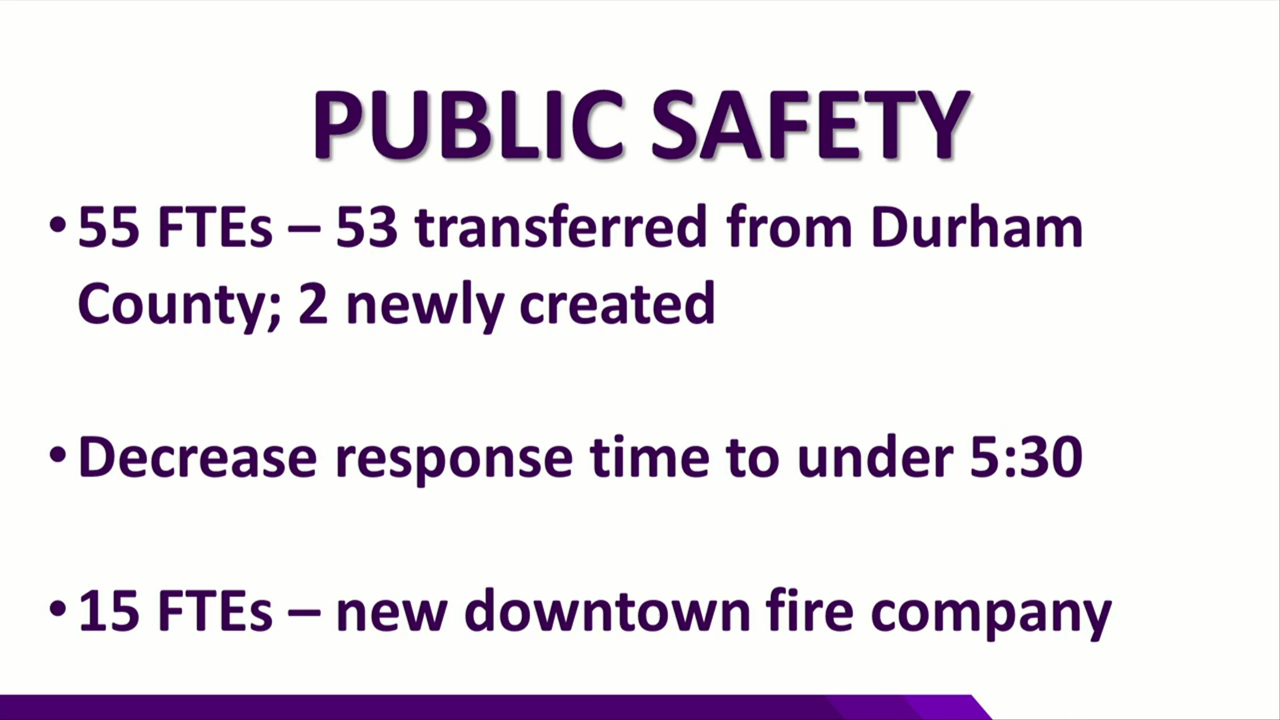 PUBLIC SAFETY
•55 FTEs – 53 transferred from Durham
County; 2 newly created
•Decrease response time to under 5:30
•15 FTEs – new downtown fire company